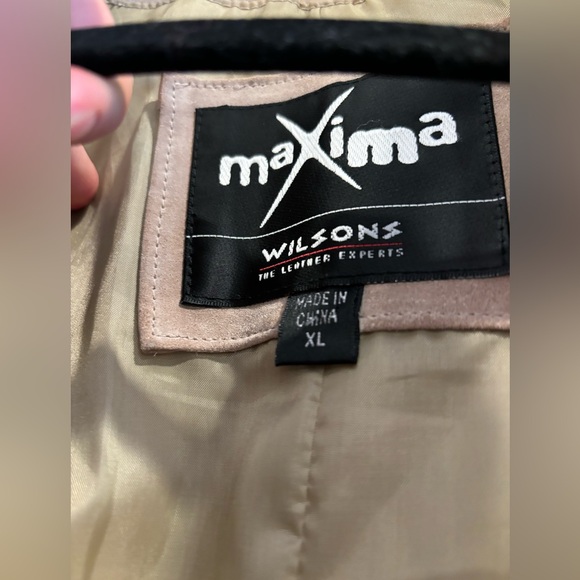 maXima
WILSONS
THE LEATHER EXPERTS
MADE IN
CHINA
XL